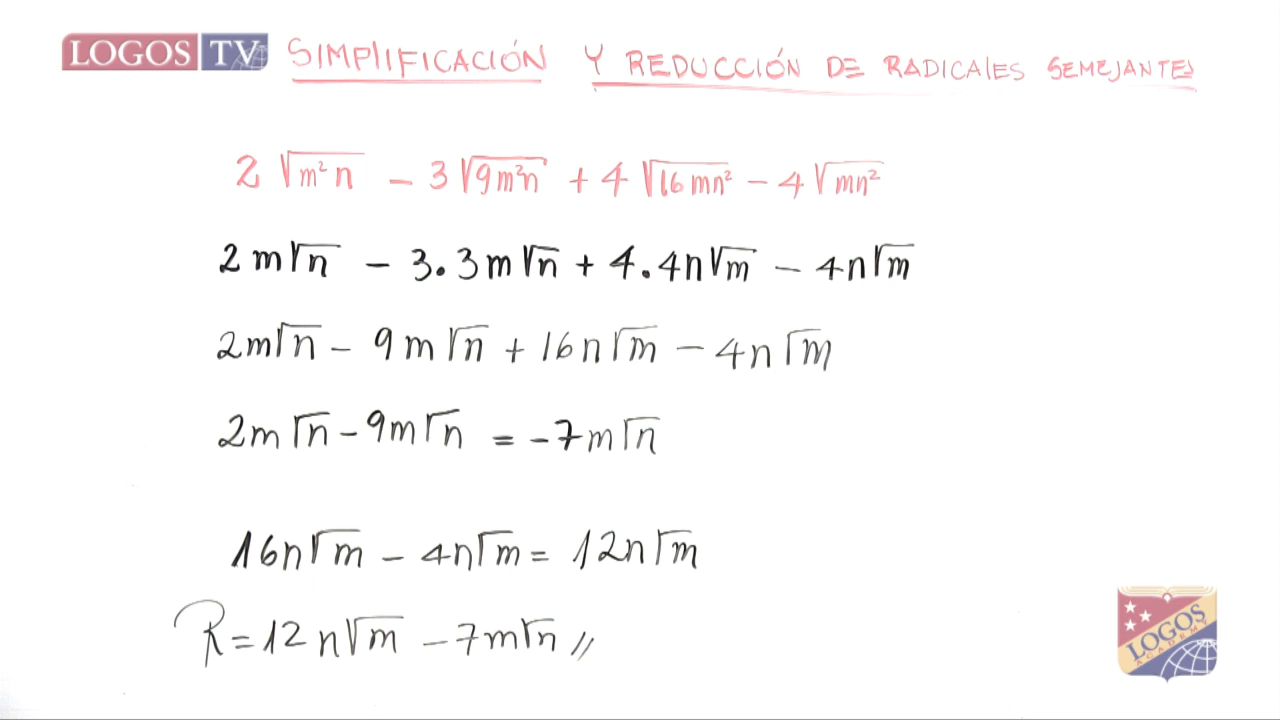 LOGOS TV SIMPLIFICACIÓN Y REDUCCIÓN DE RADICALES SEMEJANTES
2 √m²n − 3 √9m²n + 4 √16mn² − 4 √mn²
2m√n − 3.3m√n + 4.4n√m − 4n√m
2m√n − 9m√n + 16n√m − 4n√m
2m√n − 9m√n = −7m√n
16n√m − 4n√m = 12n√m
R = 12n√m − 7m√n //
LOGOS
ACADEMY